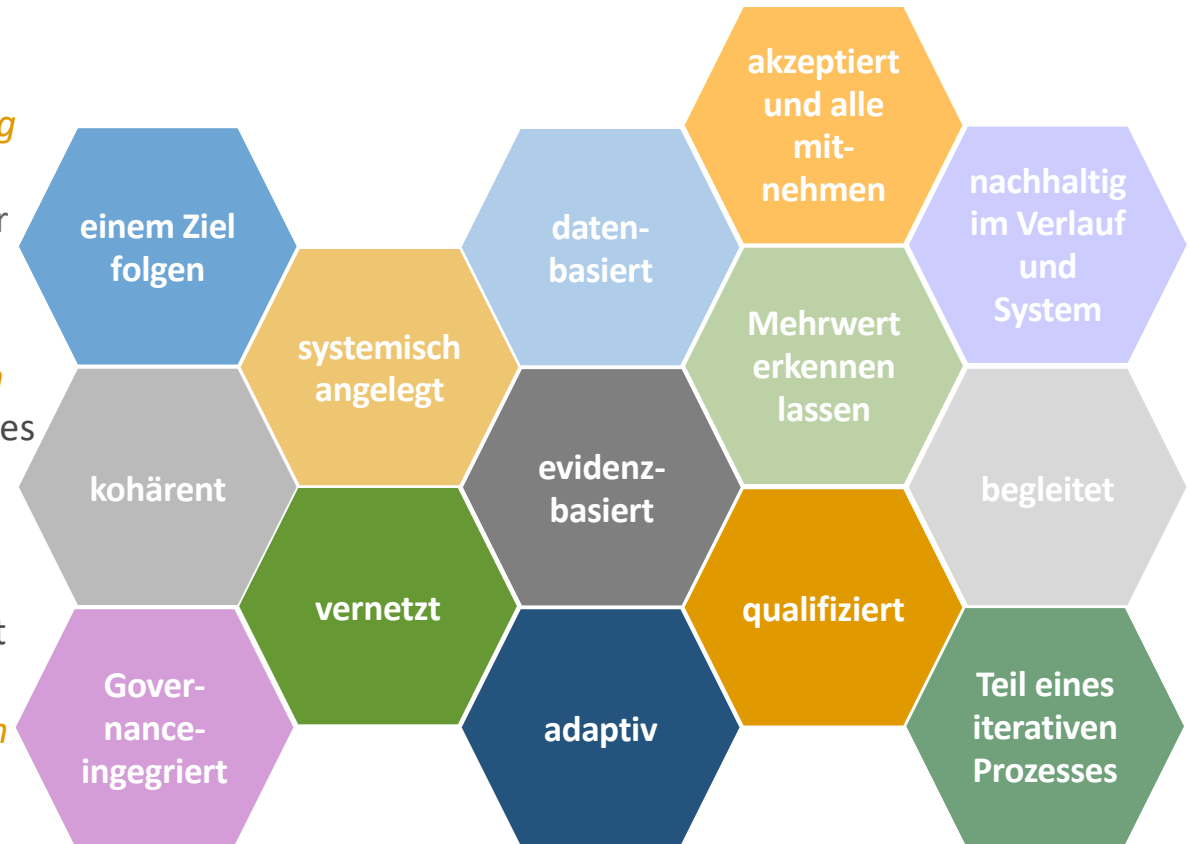 g
r
n
es
t
n
einem Ziel
folgen
kohärent
Gover-
nance-
ingegriert
systemisch
angelegt
vernetzt
daten-
basiert
evidenz-
basiert
adaptiv
akzeptiert
und alle
mit-
nehmen
Mehrwert
erkennen
lassen
qualifiziert
nachhaltig
im Verlauf
und
System
begleitet
Teil eines
iterativen
Prozesses